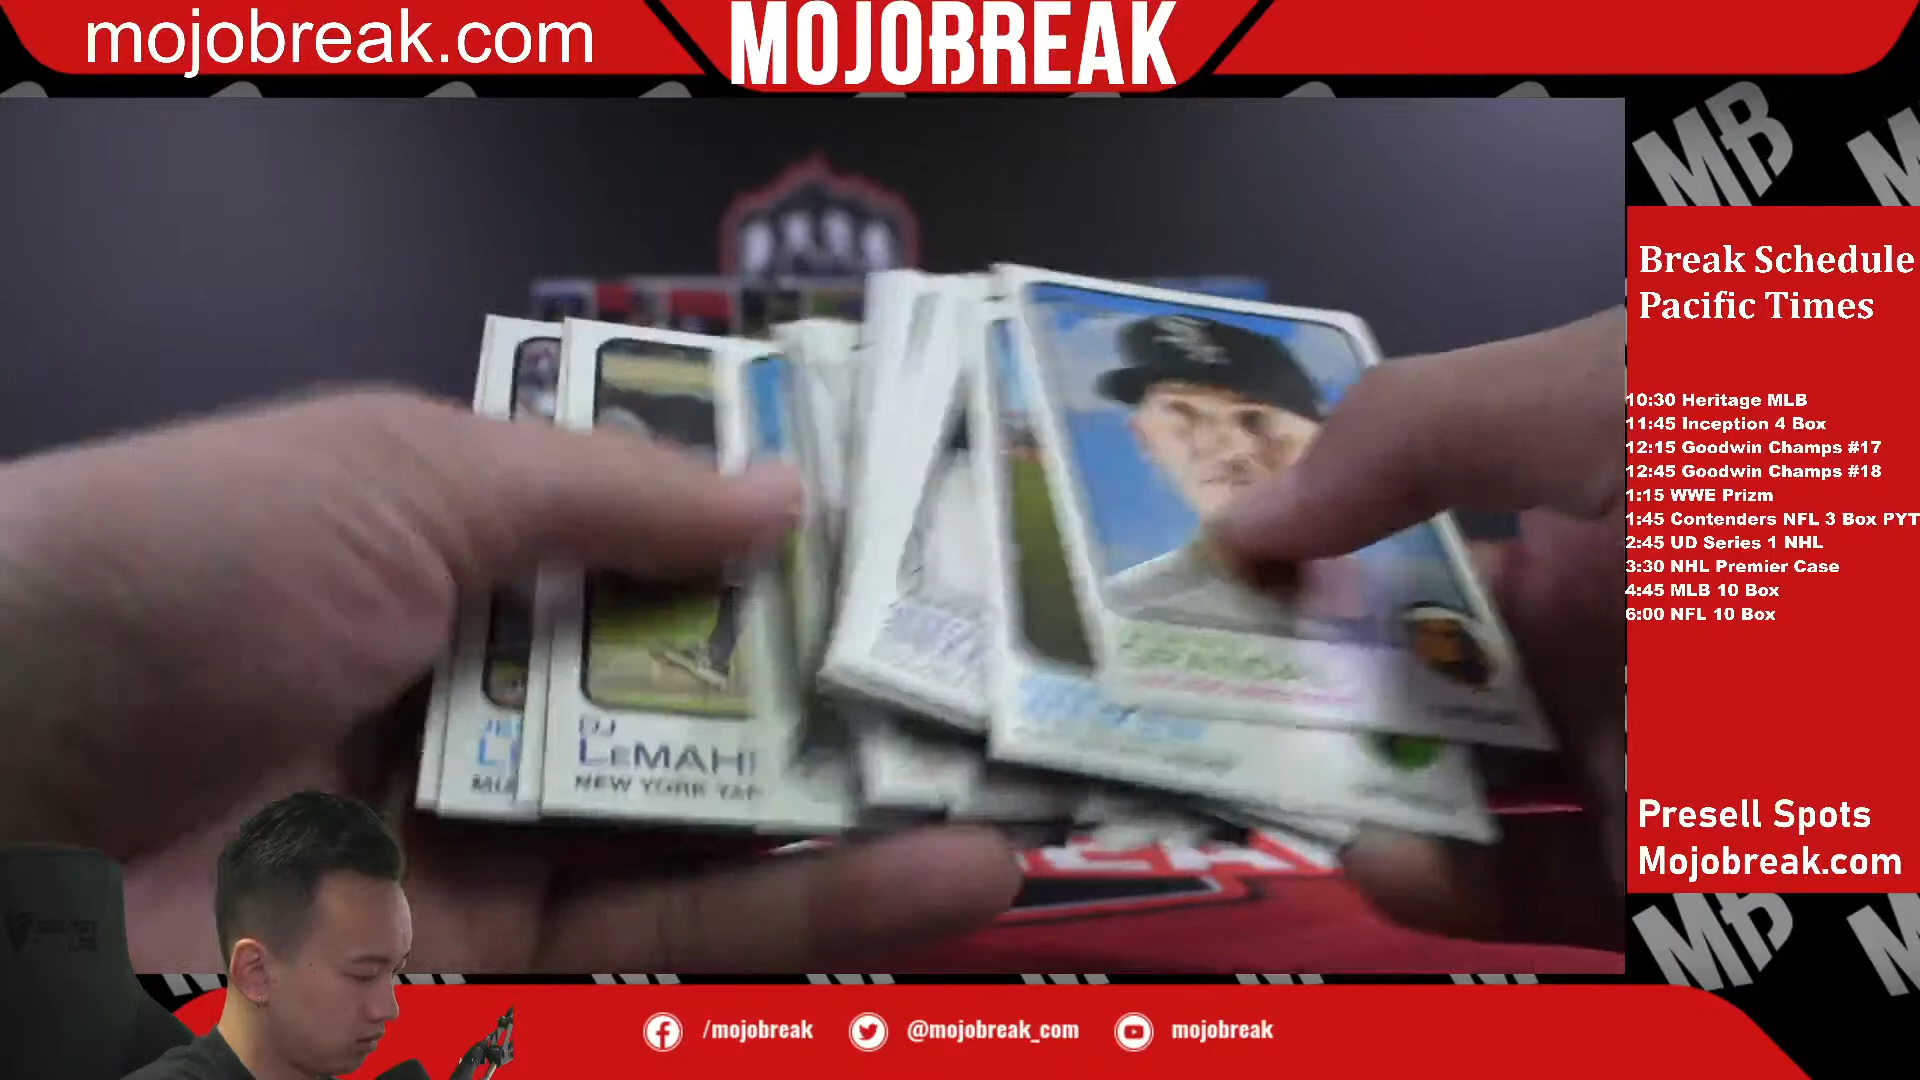 mojobreak.com
MOJOBREAK
MB
Break Schedule
Pacific Times
10:30 Heritage MLB
11:45 Inception 4 Box
12:15 Goodwin Champs #17
12:45 Goodwin Champs #18
1:15 WWE Prizm
1:45 Contenders NFL 3 Box PYT
2:45 UD Series 1 NHL
3:30 NHL Premier Case
4:45 MLB 10 Box
6:00 NFL 10 Box
DJ
LEMAHI
NEW YORK YAN
Presell Spots
Mojobreak.com
MB
/mojobreak
@mojobreak_com
mojobreak